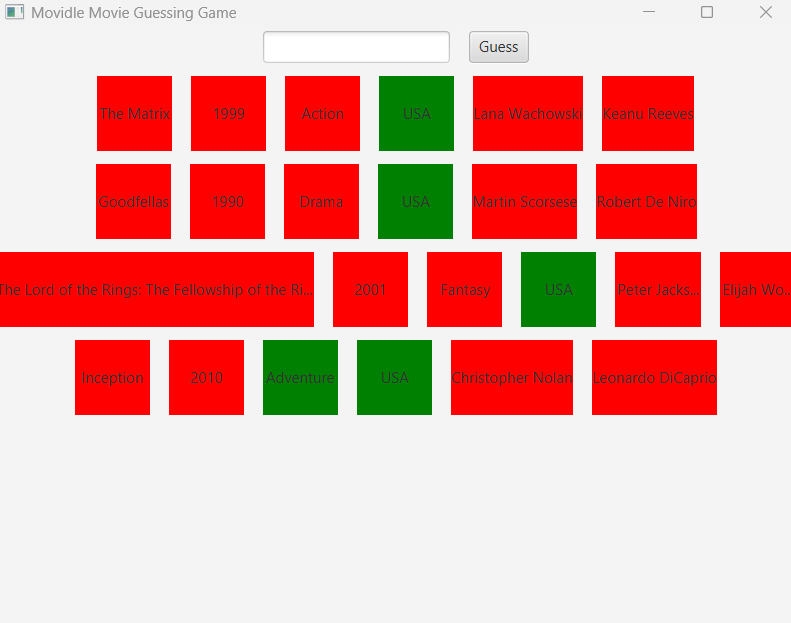 Movidle Movie Guessing Game
Guess
The Matrix 1999 Action USA Lana Wachowski Keanu Reeves
Goodfellas 1990 Drama USA Martin Scorsese Robert De Niro
The Lord of the Rings: The Fellowship of the Ri... 2001 Fantasy USA Peter Jacks... Elijah Wo...
Inception 2010 Adventure USA Christopher Nolan Leonardo DiCaprio